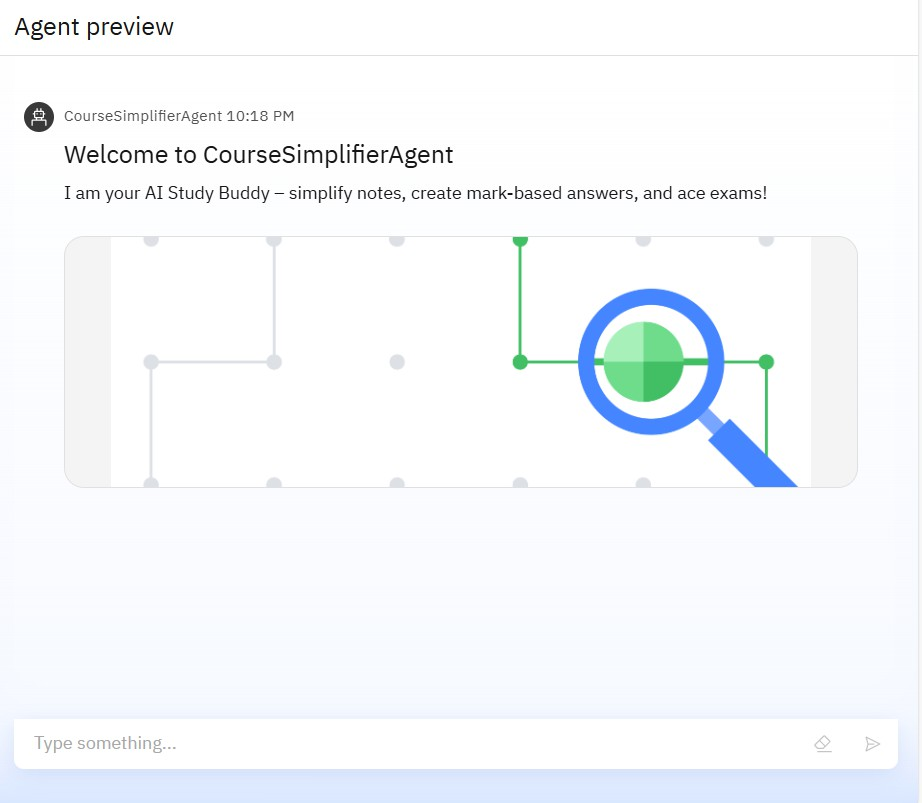 Agent preview
CourseSimplifierAgent 10:18 PM
Welcome to CourseSimplifierAgent
I am your AI Study Buddy – simplify notes, create mark-based answers, and ace exams!
Type something...